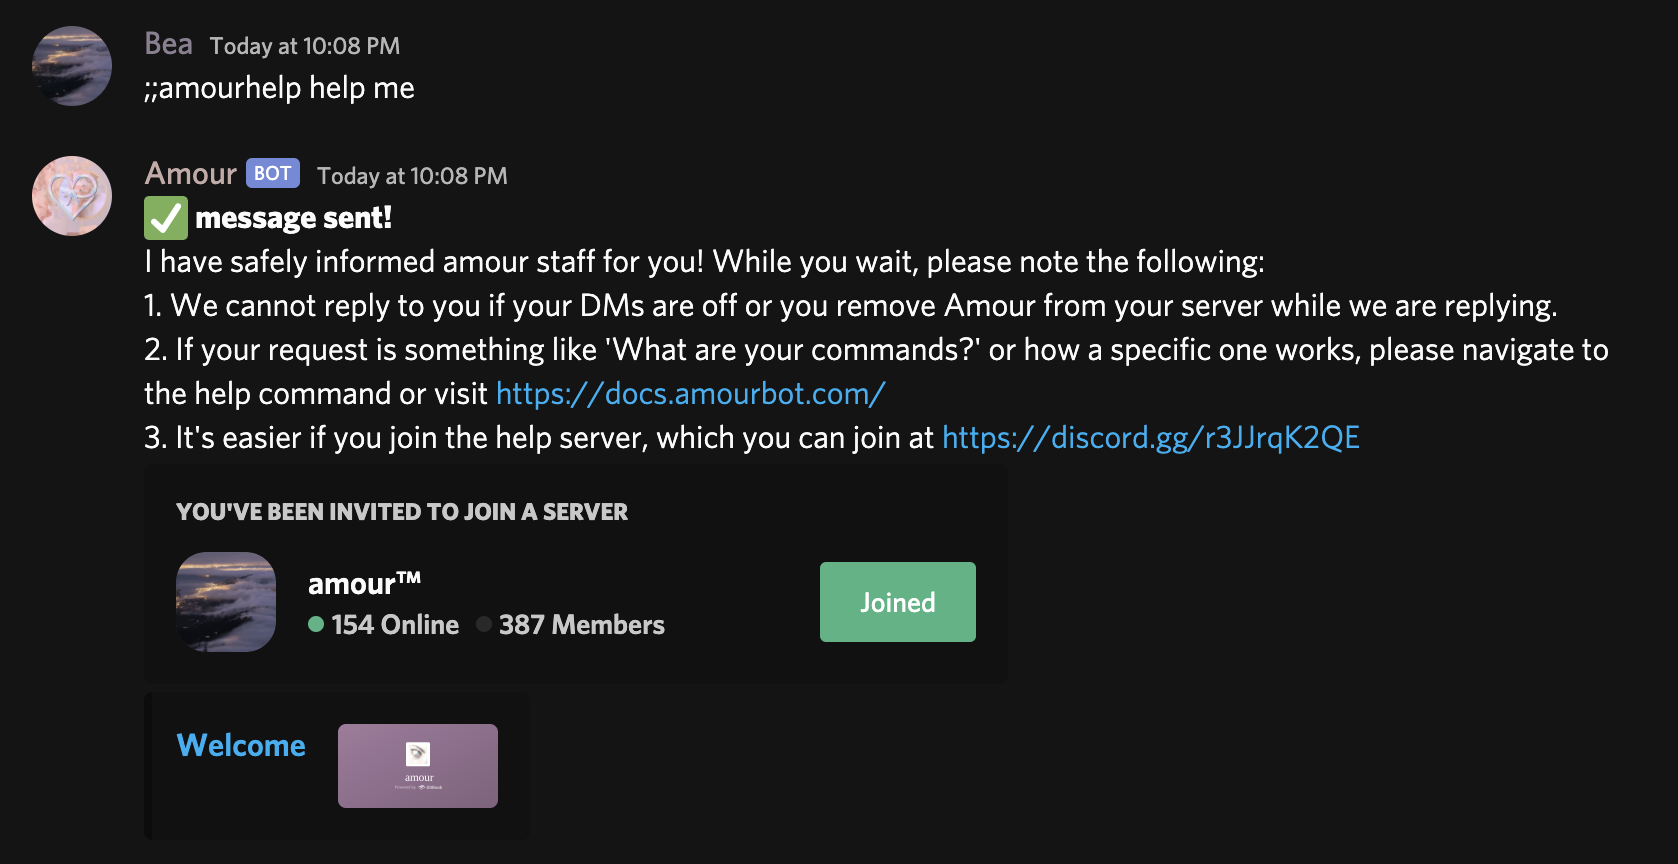 Bea Today at 10:08 PM
;;amourhelp help me
Amour BOT Today at 10:08 PM
✅ message sent!
I have safely informed amour staff for you! While you wait, please note the following:
1. We cannot reply to you if your DMs are off or you remove Amour from your server while we are replying.
2. If your request is something like 'What are your commands?' or how a specific one works, please navigate to
the help command or visit https://docs.amourbot.com/
3. It's easier if you join the help server, which you can join at https://discord.gg/r3JJrqK2QE
YOU'VE BEEN INVITED TO JOIN A SERVER
amour™
154 Online 387 Members
Joined
Welcome
amour
Powered by GitBook